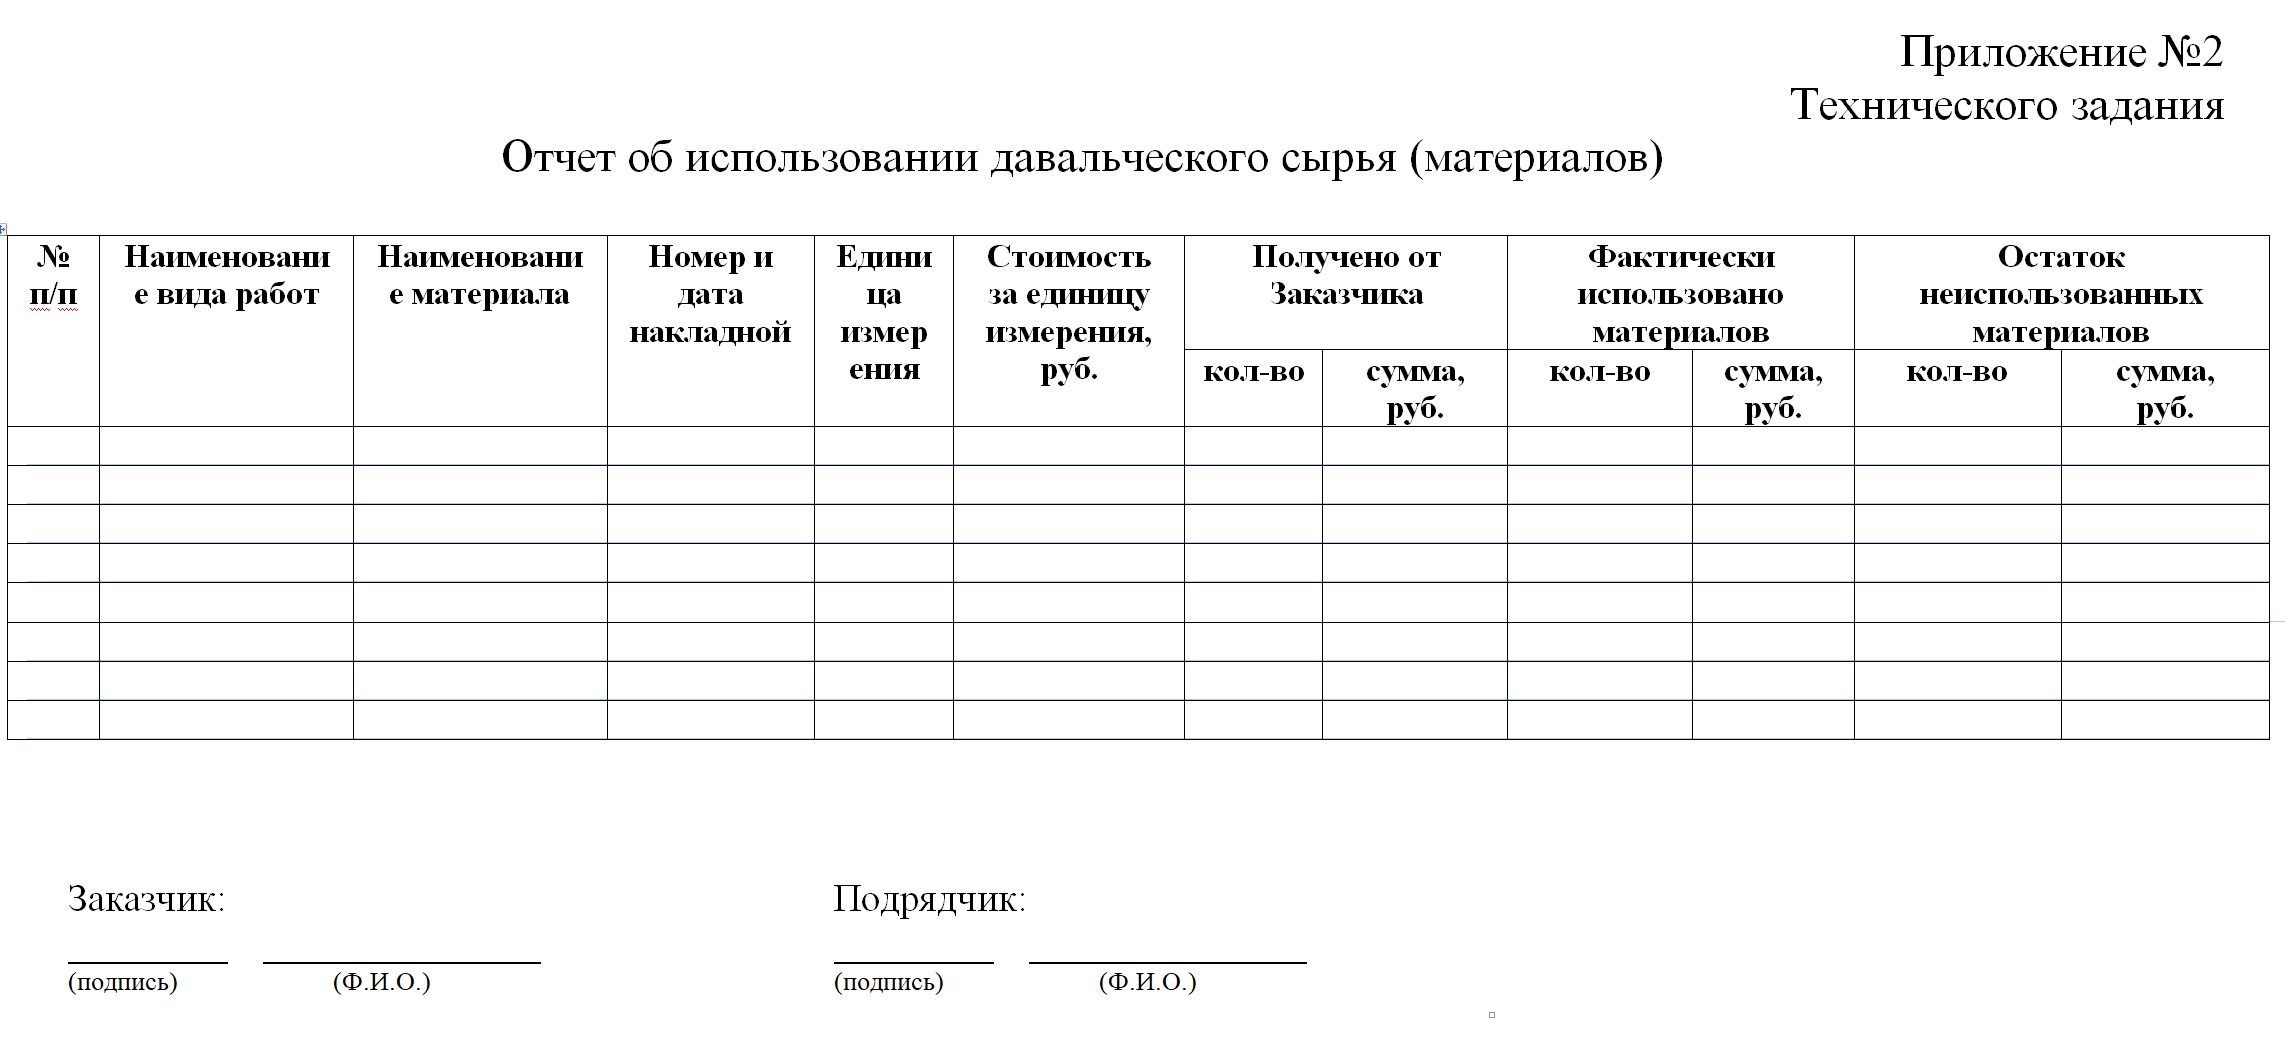 Приложение №2
Технического задания
Отчет об использовании давальческого сырья (материалов)
№
п/п
Наименовани
е вида работ
Наименовани
е материала
Номер и
дата
накладной
Едини
ца
измер
ения
Стоимость
за единицу
измерения,
руб.
Получено от
Заказчика
Фактически
использовано
материалов
Остаток
неиспользованных
материалов
кол-во
сумма,
руб.
кол-во
сумма,
руб.
кол-во
сумма,
руб.
Заказчик:
Подрядчик:
(подпись)
(Ф.И.О.)
(подпись)
(Ф.И.О.)